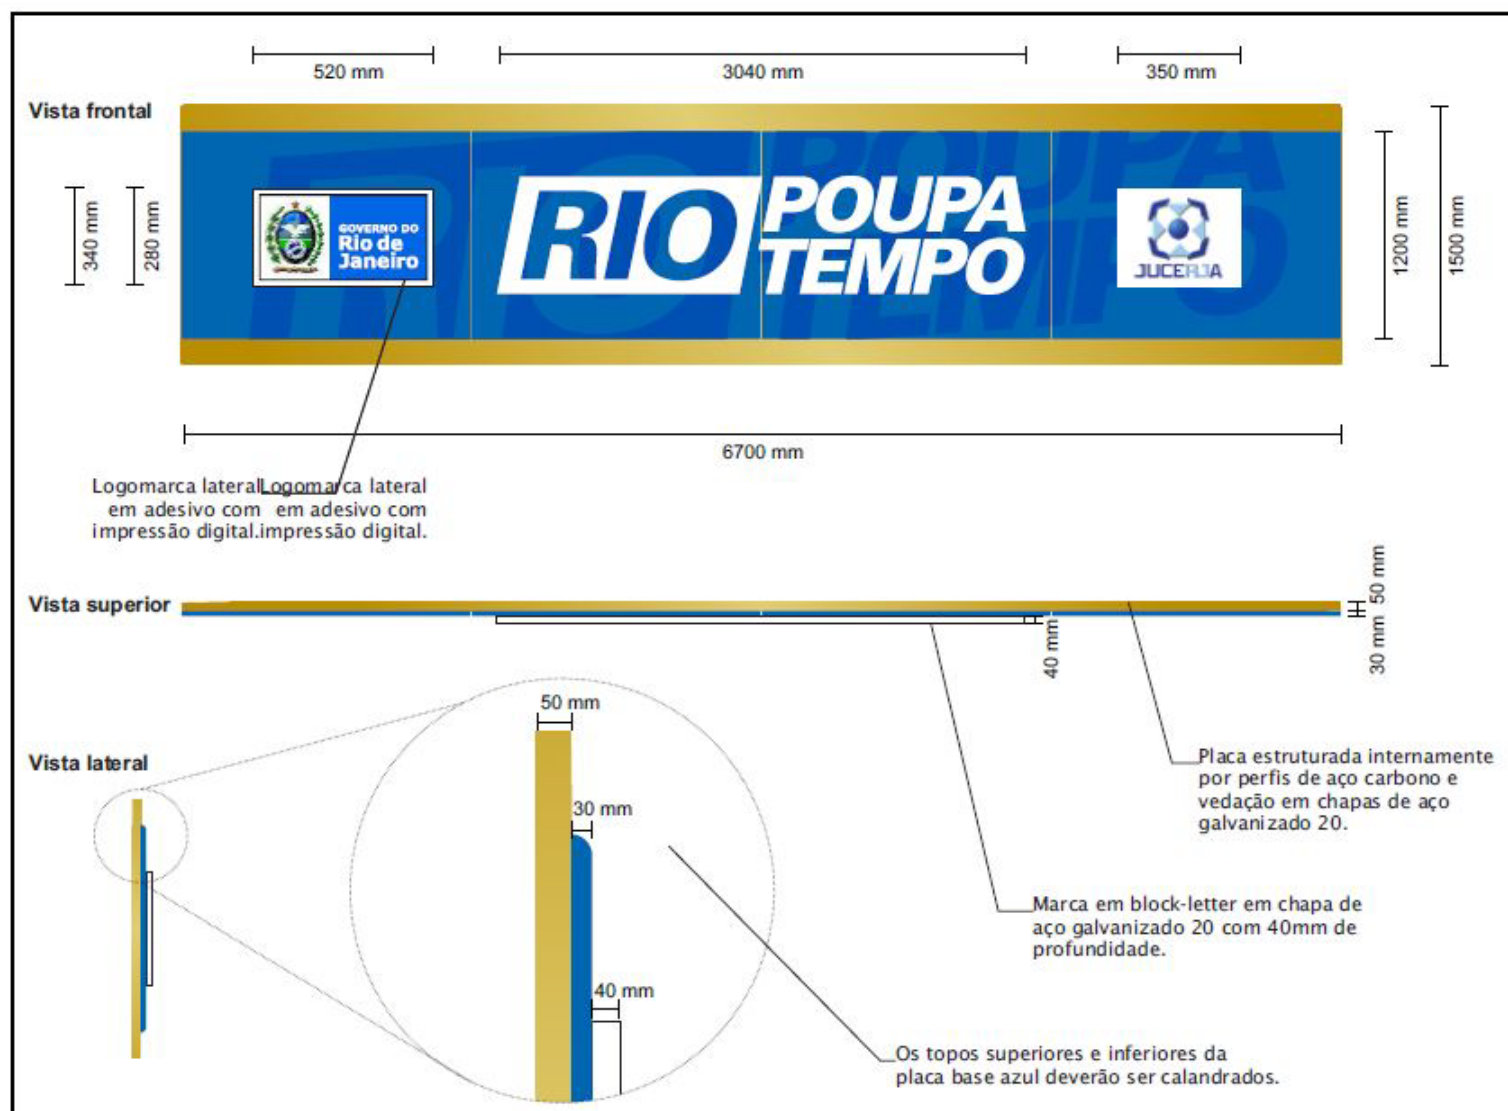 520 mm
3040 mm
350 mm
Vista frontal
340 mm
280 mm
GOVERNO DO
Rio de
Janeiro
RIO
POUPA
TEMPO
JUCERJA
1200 mm
1500 mm
POUPA
TEMPO
6700 mm
Logomarca lateral
em adesivo com
impressão digital.
Logomarca lateral
em adesivo com
impressão digital.
Vista superior
50 mm
30 mm
40 mm
Vista lateral
50 mm
30 mm
40 mm
Placa estruturada internamente
por perfis de aço carbono e
vedação em chapas de aço
galvanizado 20.
Marca em block-letter em chapa de
aço galvanizado 20 com 40mm de
profundidade.
Os topos superiores e inferiores da
placa base azul deverão ser calandrados.